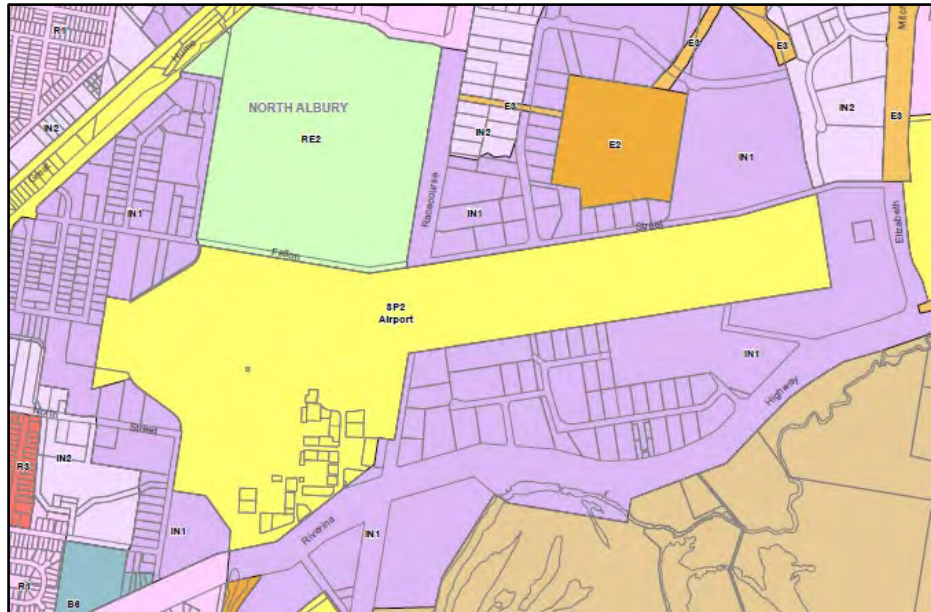 R1
Hume
E3
E3
Mitch
NORTH ALBURY
IN2
RE2
E3
IN2
IN2
E3
E2
Racecourse
IN1
IN1
IN1
Elizabeth
Street
Fallon
SP2
Airport
IN1
Highway
North
Street
R3
IN2
IN1
Riverina
IN1
R1
B6